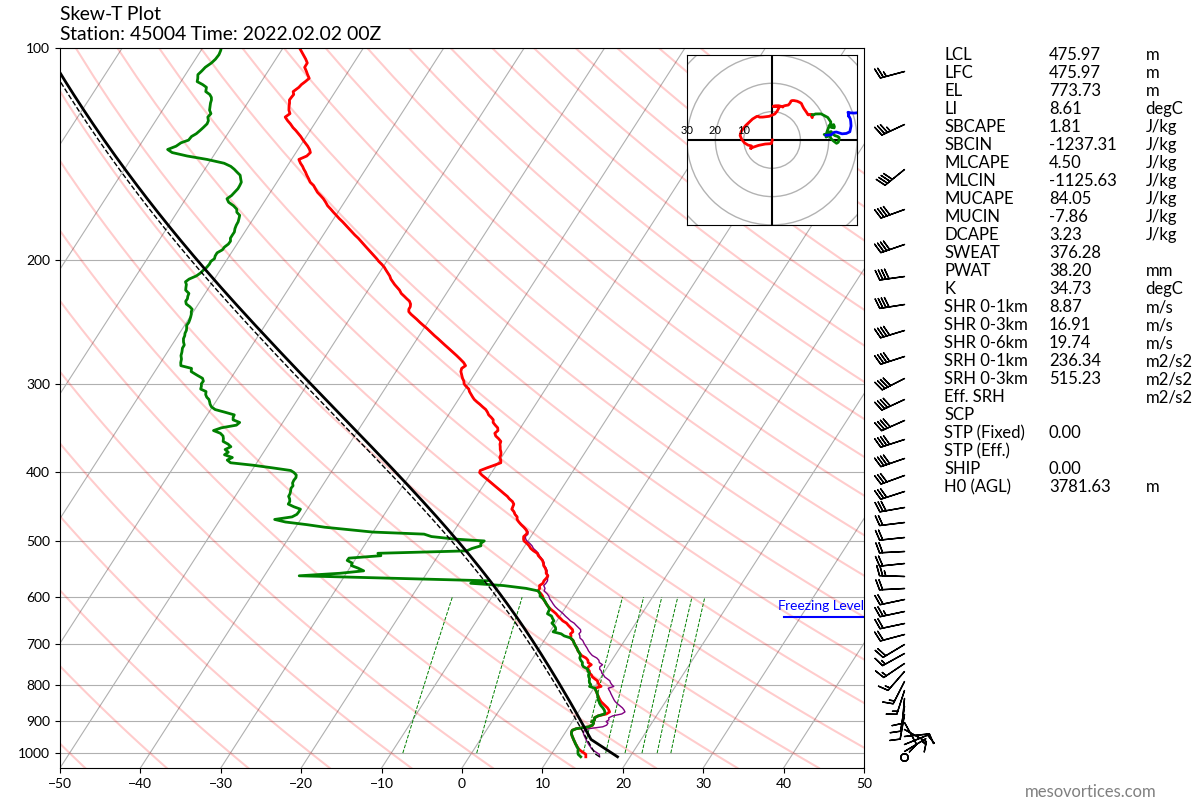 Skew-T Plot
Station: 45004 Time: 2022.02.02 00Z
100
200
300
400
500
600
700
800
900
1000
−50
−40
−30
−20
−10
0
10
20
30
40
50
30 20 10
Freezing Level
LCL 475.97 m
LFC 475.97 m
EL 773.73 m
LI 8.61 degC
SBCAPE 1.81 J/kg
SBCIN -1237.31 J/kg
MLCAPE 4.50 J/kg
MLCIN -1125.63 J/kg
MUCAPE 84.05 J/kg
MUCIN -7.86 J/kg
DCAPE 3.23 J/kg
SWEAT 376.28
PWAT 38.20 mm
K 34.73 degC
SHR 0-1km 8.87 m/s
SHR 0-3km 16.91 m/s
SHR 0-6km 19.74 m/s
SRH 0-1km 236.34 m2/s2
SRH 0-3km 515.23 m2/s2
Eff. SRH m2/s2
SCP
STP (Fixed) 0.00
STP (Eff.)
SHIP 0.00
H0 (AGL) 3781.63 m
mesovortices.com